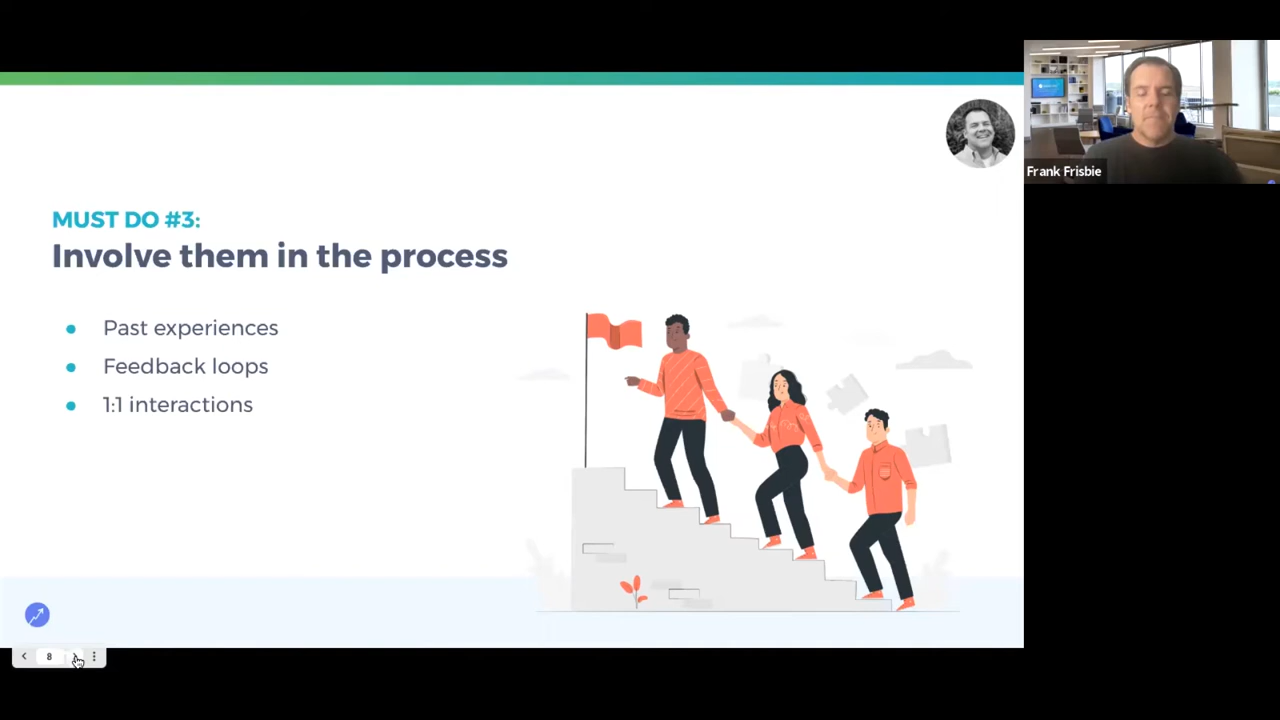 MUST DO #3:
Involve them in the process
Past experiences
Feedback loops
1:1 interactions
Frank Frisbie
8